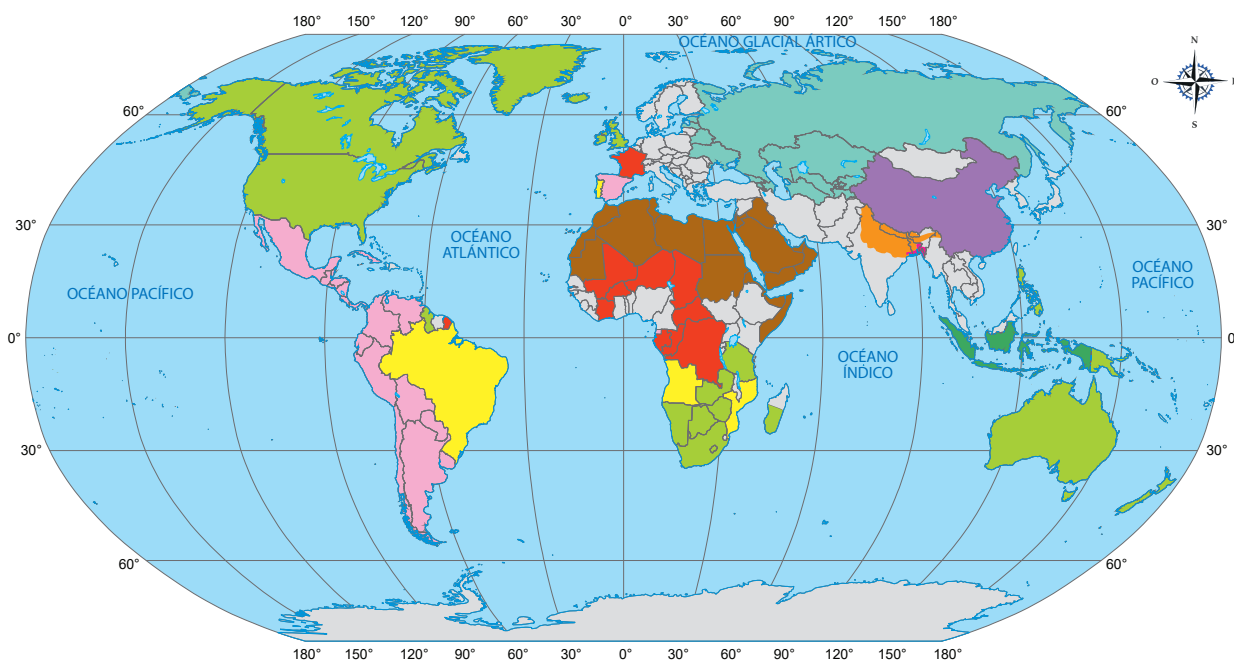 180° 150° 120° 90° 60° 30° 0° 30° 60° 90° 120° 150° 180°
OCÉANO GLACIAL ÁRTICO
N
O
E
S
60°
60°
30°
30°
OCÉANO
ATLÁNTICO
OCÉANO PACÍFICO
OCÉANO
PACÍFICO
0°
0°
OCÉANO
ÍNDICO
30°
30°
60°
60°
180° 150° 120° 90° 60° 30° 0° 30° 60° 90° 120° 150° 180°